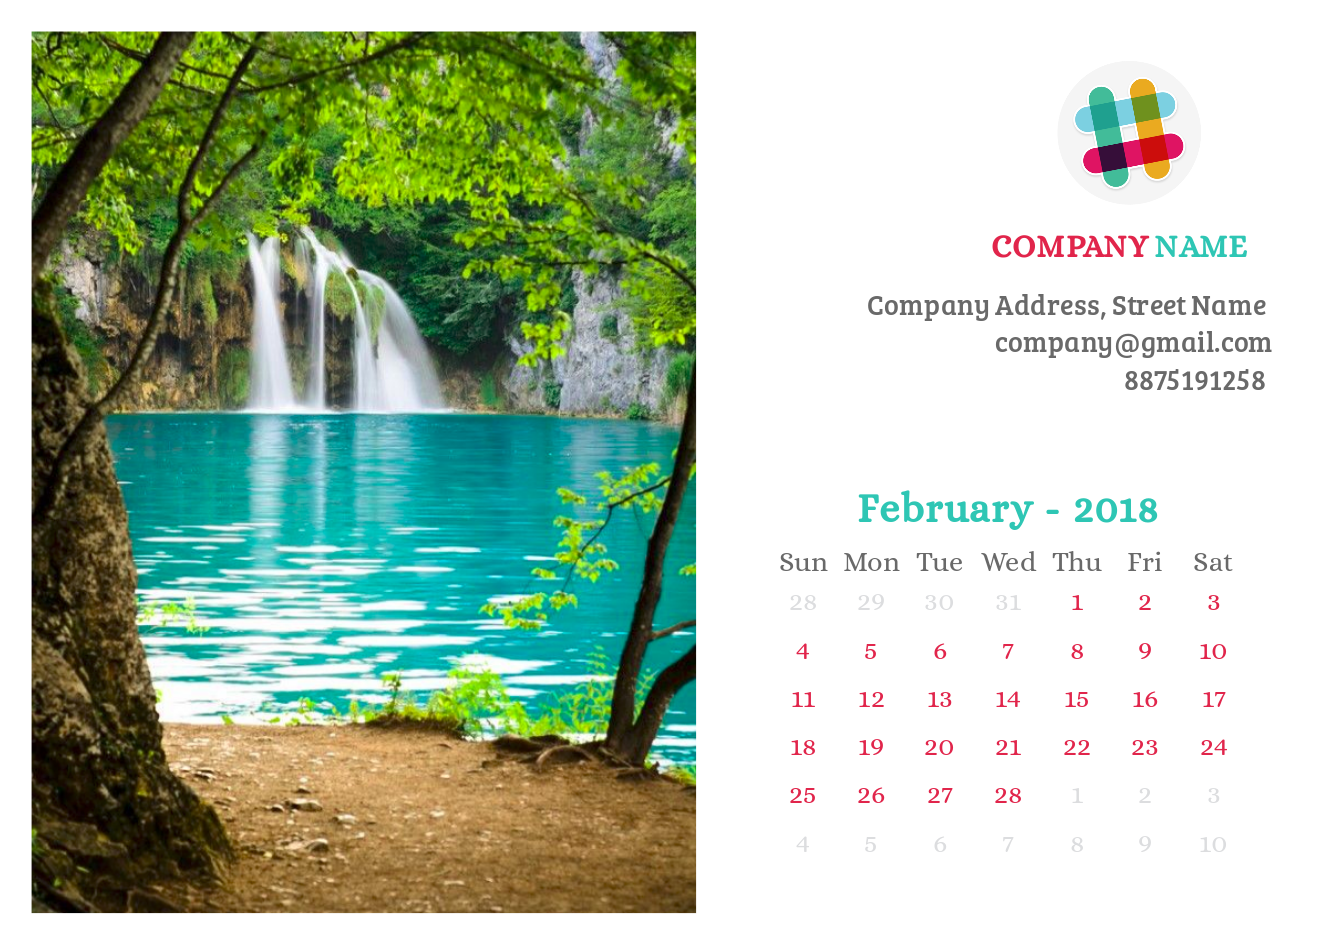 COMPANY NAME
Company Address, Street Name
company@gmail.com
8875191258
February - 2018
Sun Mon Tue Wed Thu Fri Sat
28 29 30 31 1 2 3
4 5 6 7 8 9 10
11 12 13 14 15 16 17
18 19 20 21 22 23 24
25 26 27 28 1 2 3
4 5 6 7 8 9 10